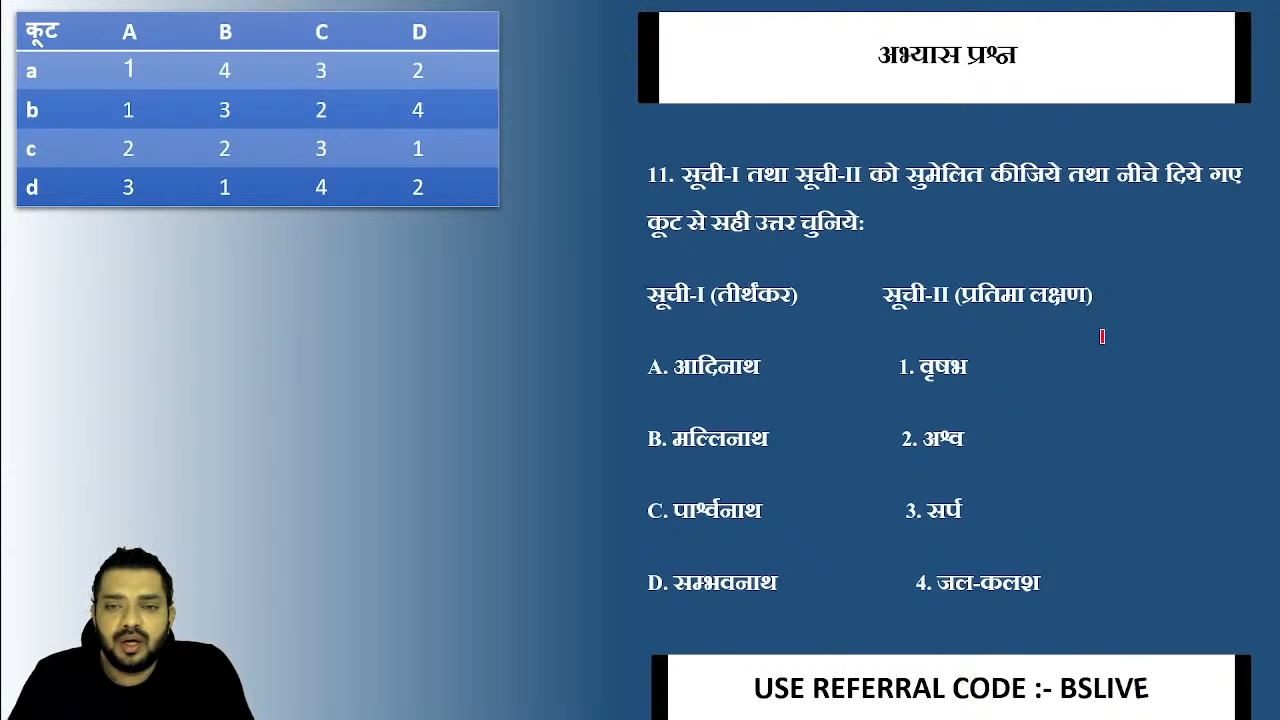 कूट A B C D
a 1 4 3 2
b 1 3 2 4
c 2 2 3 1
d 3 1 4 2
अभ्यास प्रश्न
11. सूची-I तथा सूची-II को सुमेलित कीजिये तथा नीचे दिये गए
कूट से सही उत्तर चुनिये:
सूची-I (तीर्थंकर) सूची-II (प्रतिमा लक्षण)
A. आदिनाथ 1. वृषभ
B. मल्लिनाथ 2. अश्व
C. पार्श्वनाथ 3. सर्प
D. सम्भवनाथ 4. जल-कलश
USE REFERRAL CODE :- BSLIVE